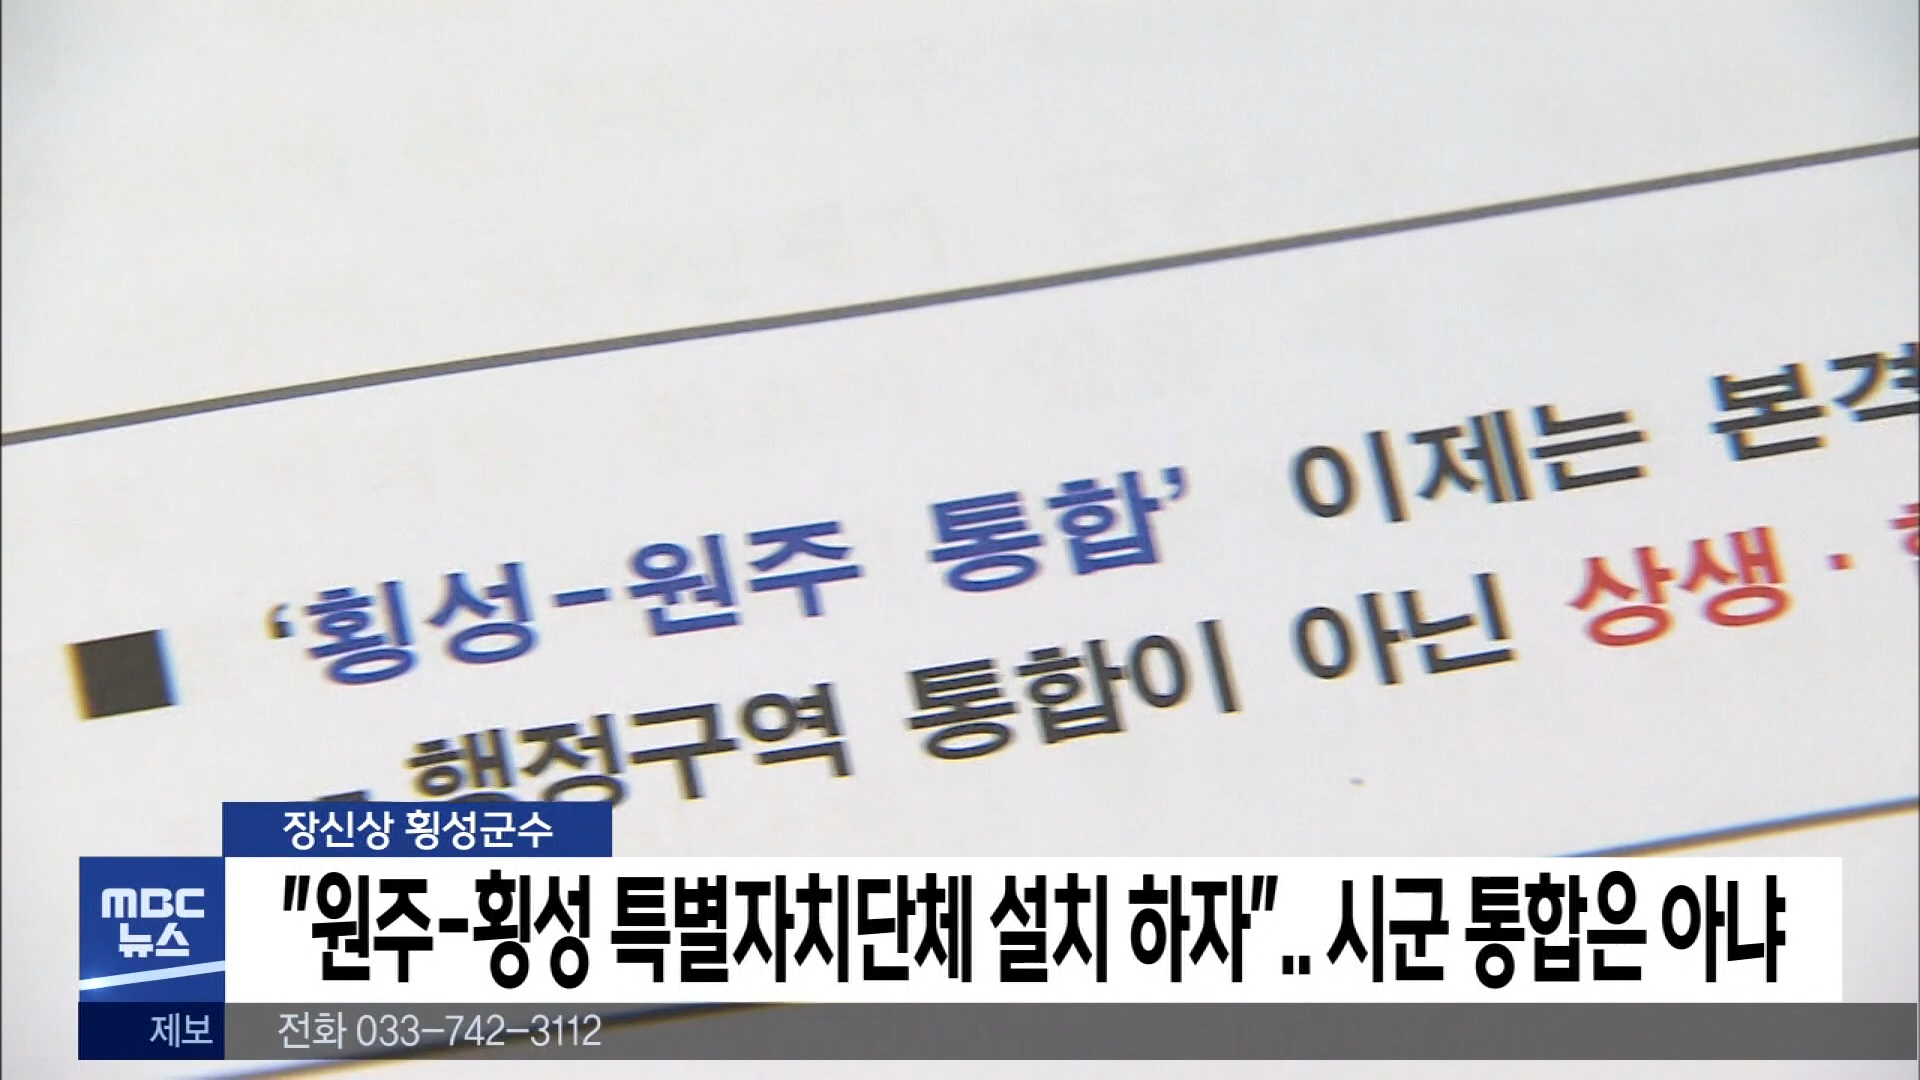 '횡성-원주 통합' 이제는
행정구역 통합이 아닌 상생·
장신상 횡성군수
MBC
뉴스
"원주-횡성 특별자치단체 설치 하자".. 시군 통합은 아냐
제보 전화 033-742-3112